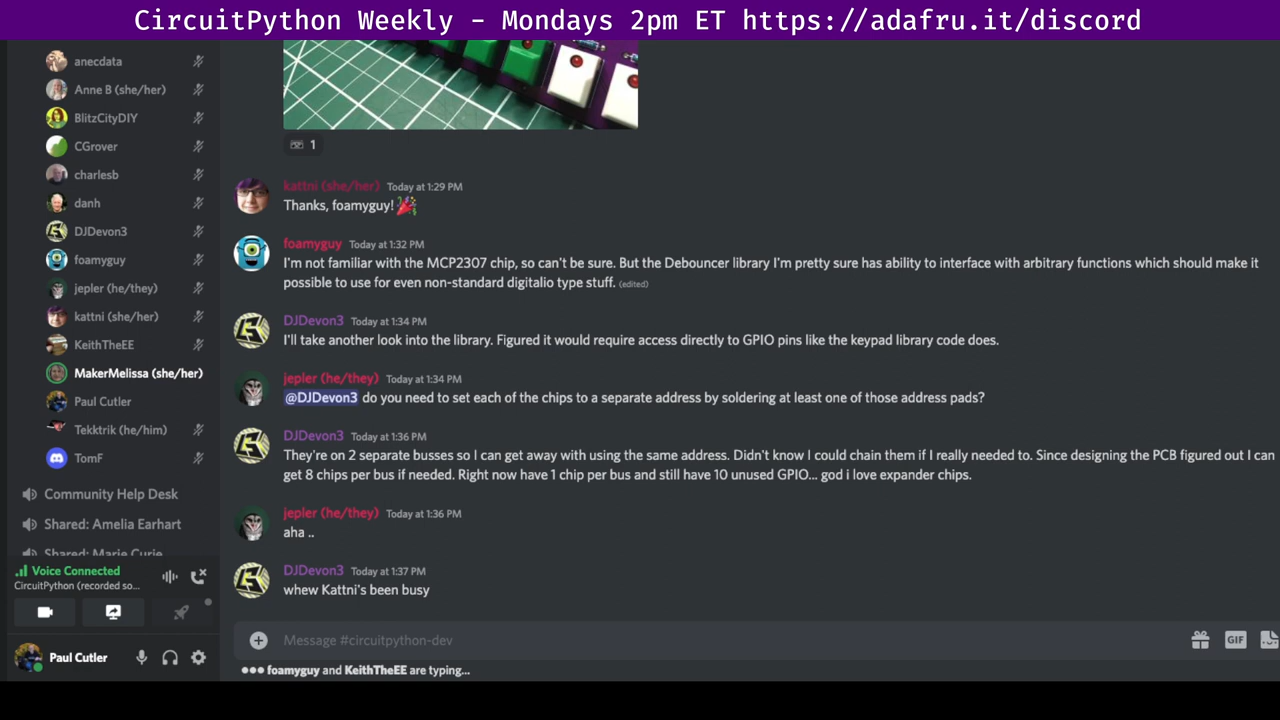 CircuitPython Weekly - Mondays 2pm ET https://adafru.it/discord
anecdata
Anne B (she/her)
BlitzCityDIY
CGrover
charlesb
danh
DJDevon3
foamyguy
jepler (he/they)
kattni (she/her)
KeithTheEE
MakerMelissa (she/her)
Paul Cutler
Tekktrik (he/him)
TomF
Community Help Desk
Shared: Amelia Earhart
Shared: Marie Curie
Voice Connected
CircuitPython (recorded so...
Paul Cutler
1
kattni (she/her) Today at 1:29 PM
Thanks, foamyguy!
foamyguy Today at 1:32 PM
I'm not familiar with the MCP2307 chip, so can't be sure. But the Debouncer library I'm pretty sure has ability to interface with arbitrary functions which should make it
possible to use for even non-standard digitalio type stuff. (edited)
DJDevon3 Today at 1:34 PM
I'll take another look into the library. Figured it would require access directly to GPIO pins like the keypad library code does.
jepler (he/they) Today at 1:34 PM
@DJDevon3 do you need to set each of the chips to a separate address by soldering at least one of those address pads?
DJDevon3 Today at 1:36 PM
They're on 2 separate busses so I can get away with using the same address. Didn't know I could chain them if I really needed to. Since designing the PCB figured out I can
get 8 chips per bus if needed. Right now have 1 chip per bus and still have 10 unused GPIO... god i love expander chips.
jepler (he/they) Today at 1:36 PM
aha ..
DJDevon3 Today at 1:37 PM
whew Kattni's been busy
Message #circuitpython-dev
GIF
foamyguy and KeithTheEE are typing...